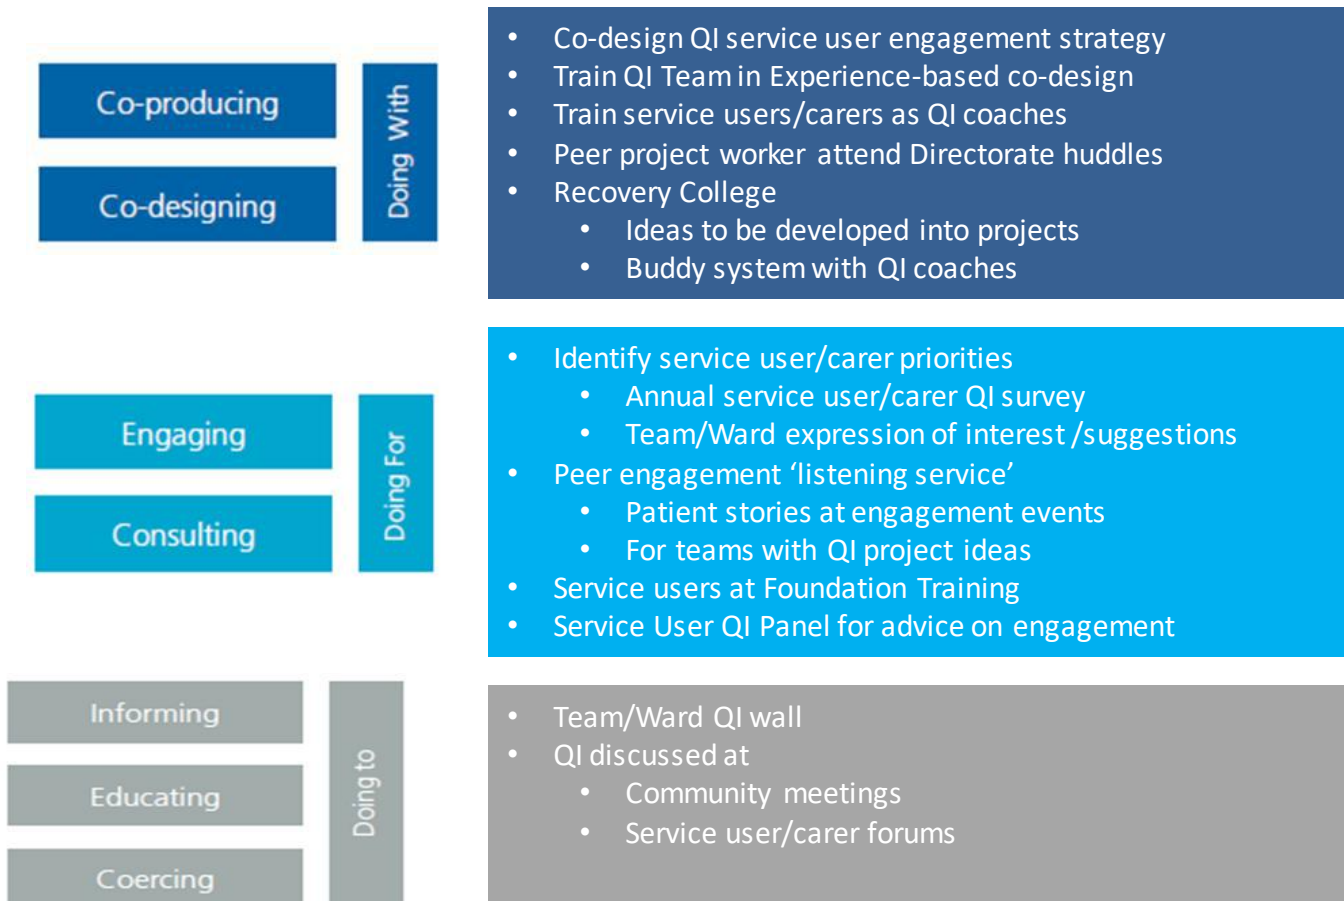 Co-producing
Co-designing
Doing With
• Co-design QI service user engagement strategy
• Train QI Team in Experience-based co-design
• Train service users/carers as QI coaches
• Peer project worker attend Directorate huddles
• Recovery College
• Ideas to be developed into projects
• Buddy system with QI coaches
Engaging
Consulting
Doing For
• Identify service user/carer priorities
• Annual service user/carer QI survey
• Team/Ward expression of interest/suggestions
• Peer engagement ‘listening service’
• Patient stories at engagement events
• For teams with QI project ideas
• Service users at Foundation Training
• Service User QI Panel for advice on engagement
Informing
Educating
Coercing
Doing to
• Team/Ward QI wall
• QI discussed at
• Community meetings
• Service user/carer forums